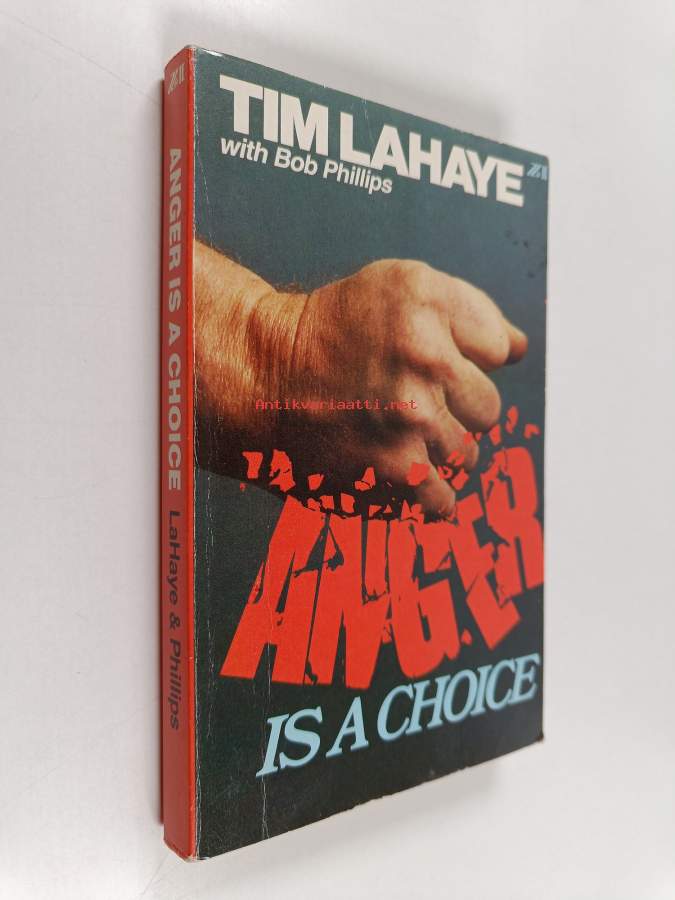 TIM LAHAYE
with Bob Phillips
ANGER
IS A CHOICE
ANGER IS A CHOICE LaHaye & Phillips
Antikvariaatti.net